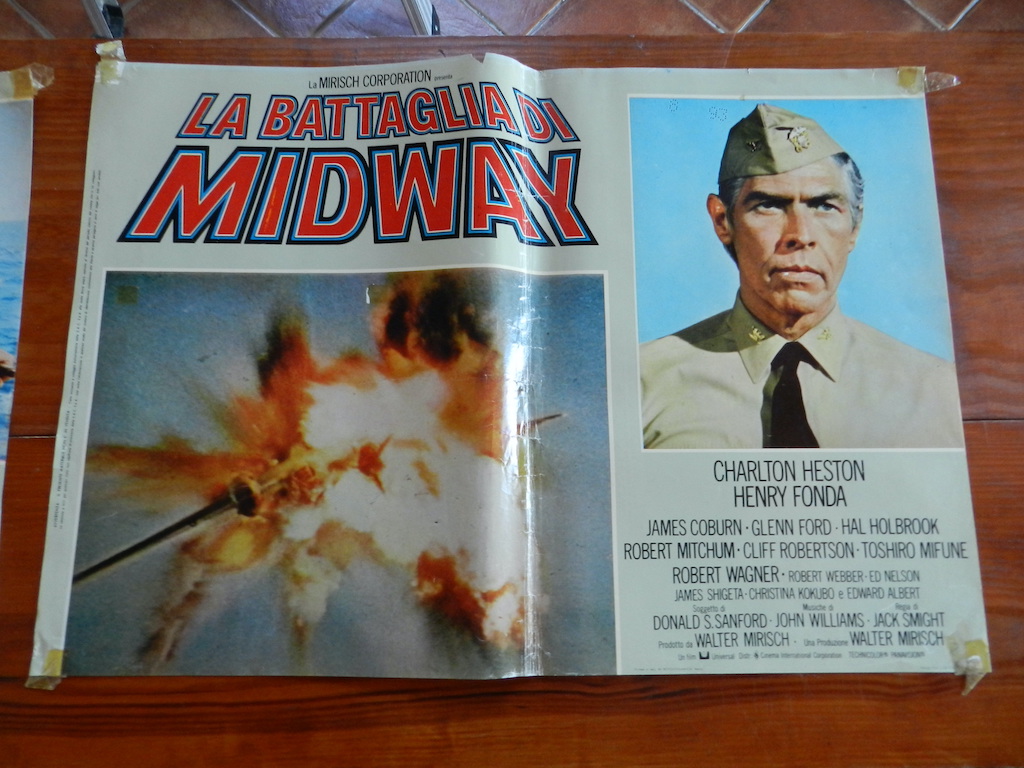 La MIRISCH CORPORATION presenta
LA BATTAGLIA DI
MIDWAY
8 93
CHARLTON HESTON
HENRY FONDA
JAMES COBURN · GLENN FORD · HAL HOLBROOK
ROBERT MITCHUM · CLIFF ROBERTSON · TOSHIRO MIFUNE
ROBERT WAGNER · ROBERT WEBBER · ED NELSON
JAMES SHIGETA · CHRISTINA KOKUBO e EDWARD ALBERT
Soggetto di Musiche di Regia di
DONALD S. SANFORD · JOHN WILLIAMS · JACK SMIGHT
Prodotto da WALTER MIRISCH · Una Produzione WALTER MIRISCH
Un film Universal Distr Cinema International Corporation TECHNICOLOR® PANAVISION®